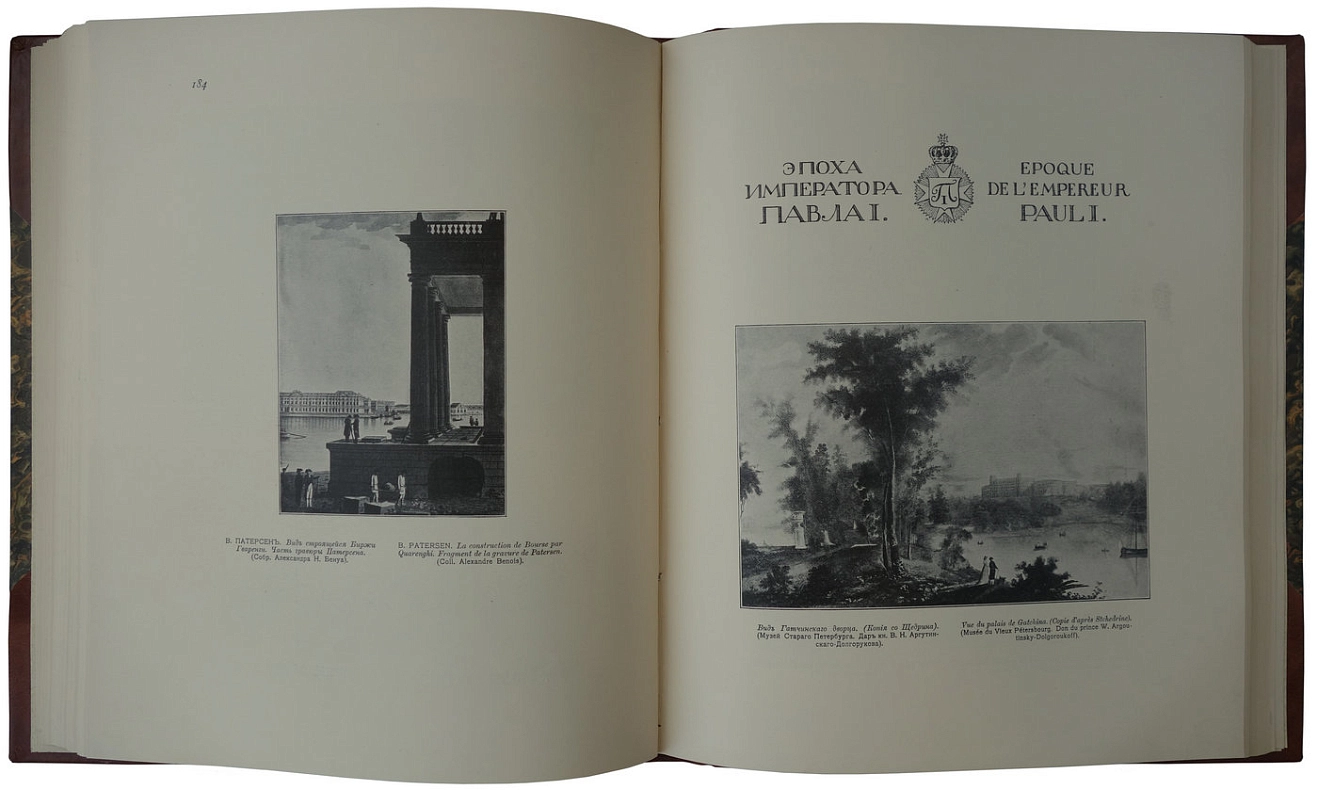 184
В. ПАТЕРСЕНЪ. Видъ строящейся Биржи
Гваренги. Часть гравюры Патерсена.
(Собр. Александра Н. Бенуа).
B. PATERSEN. La construction de Bourse par
Quarenghi. Fragment de la gravure de Patersen.
(Coll. Alexandre Benois).
ЭПОХА
ИМПЕРАТОРА
ПАВЛА I.
EPOQUE
DE L'EMPEREUR
PAUL I.
Видъ Гатчинскаго дворца. (Копія со Щедрина).
(Музей Стараго Петербурга. Даръ кн. В. Н. Аргутин-
скаго-Долгорукова).
Vue du palais de Gatchina. (Copie d'après Stchedrine).
(Musée du Vieux Pétersbourg. Don du prince W. Argou-
tinsky-Dolgoroukoff).